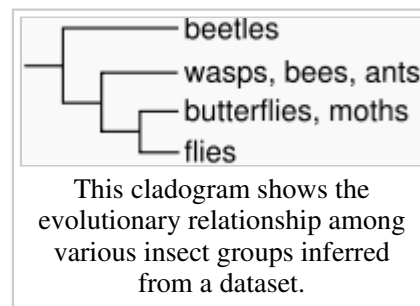 beetles
wasps, bees, ants
butterflies, moths
flies
This cladogram shows the
evolutionary relationship among
various insect groups inferred
from a dataset.